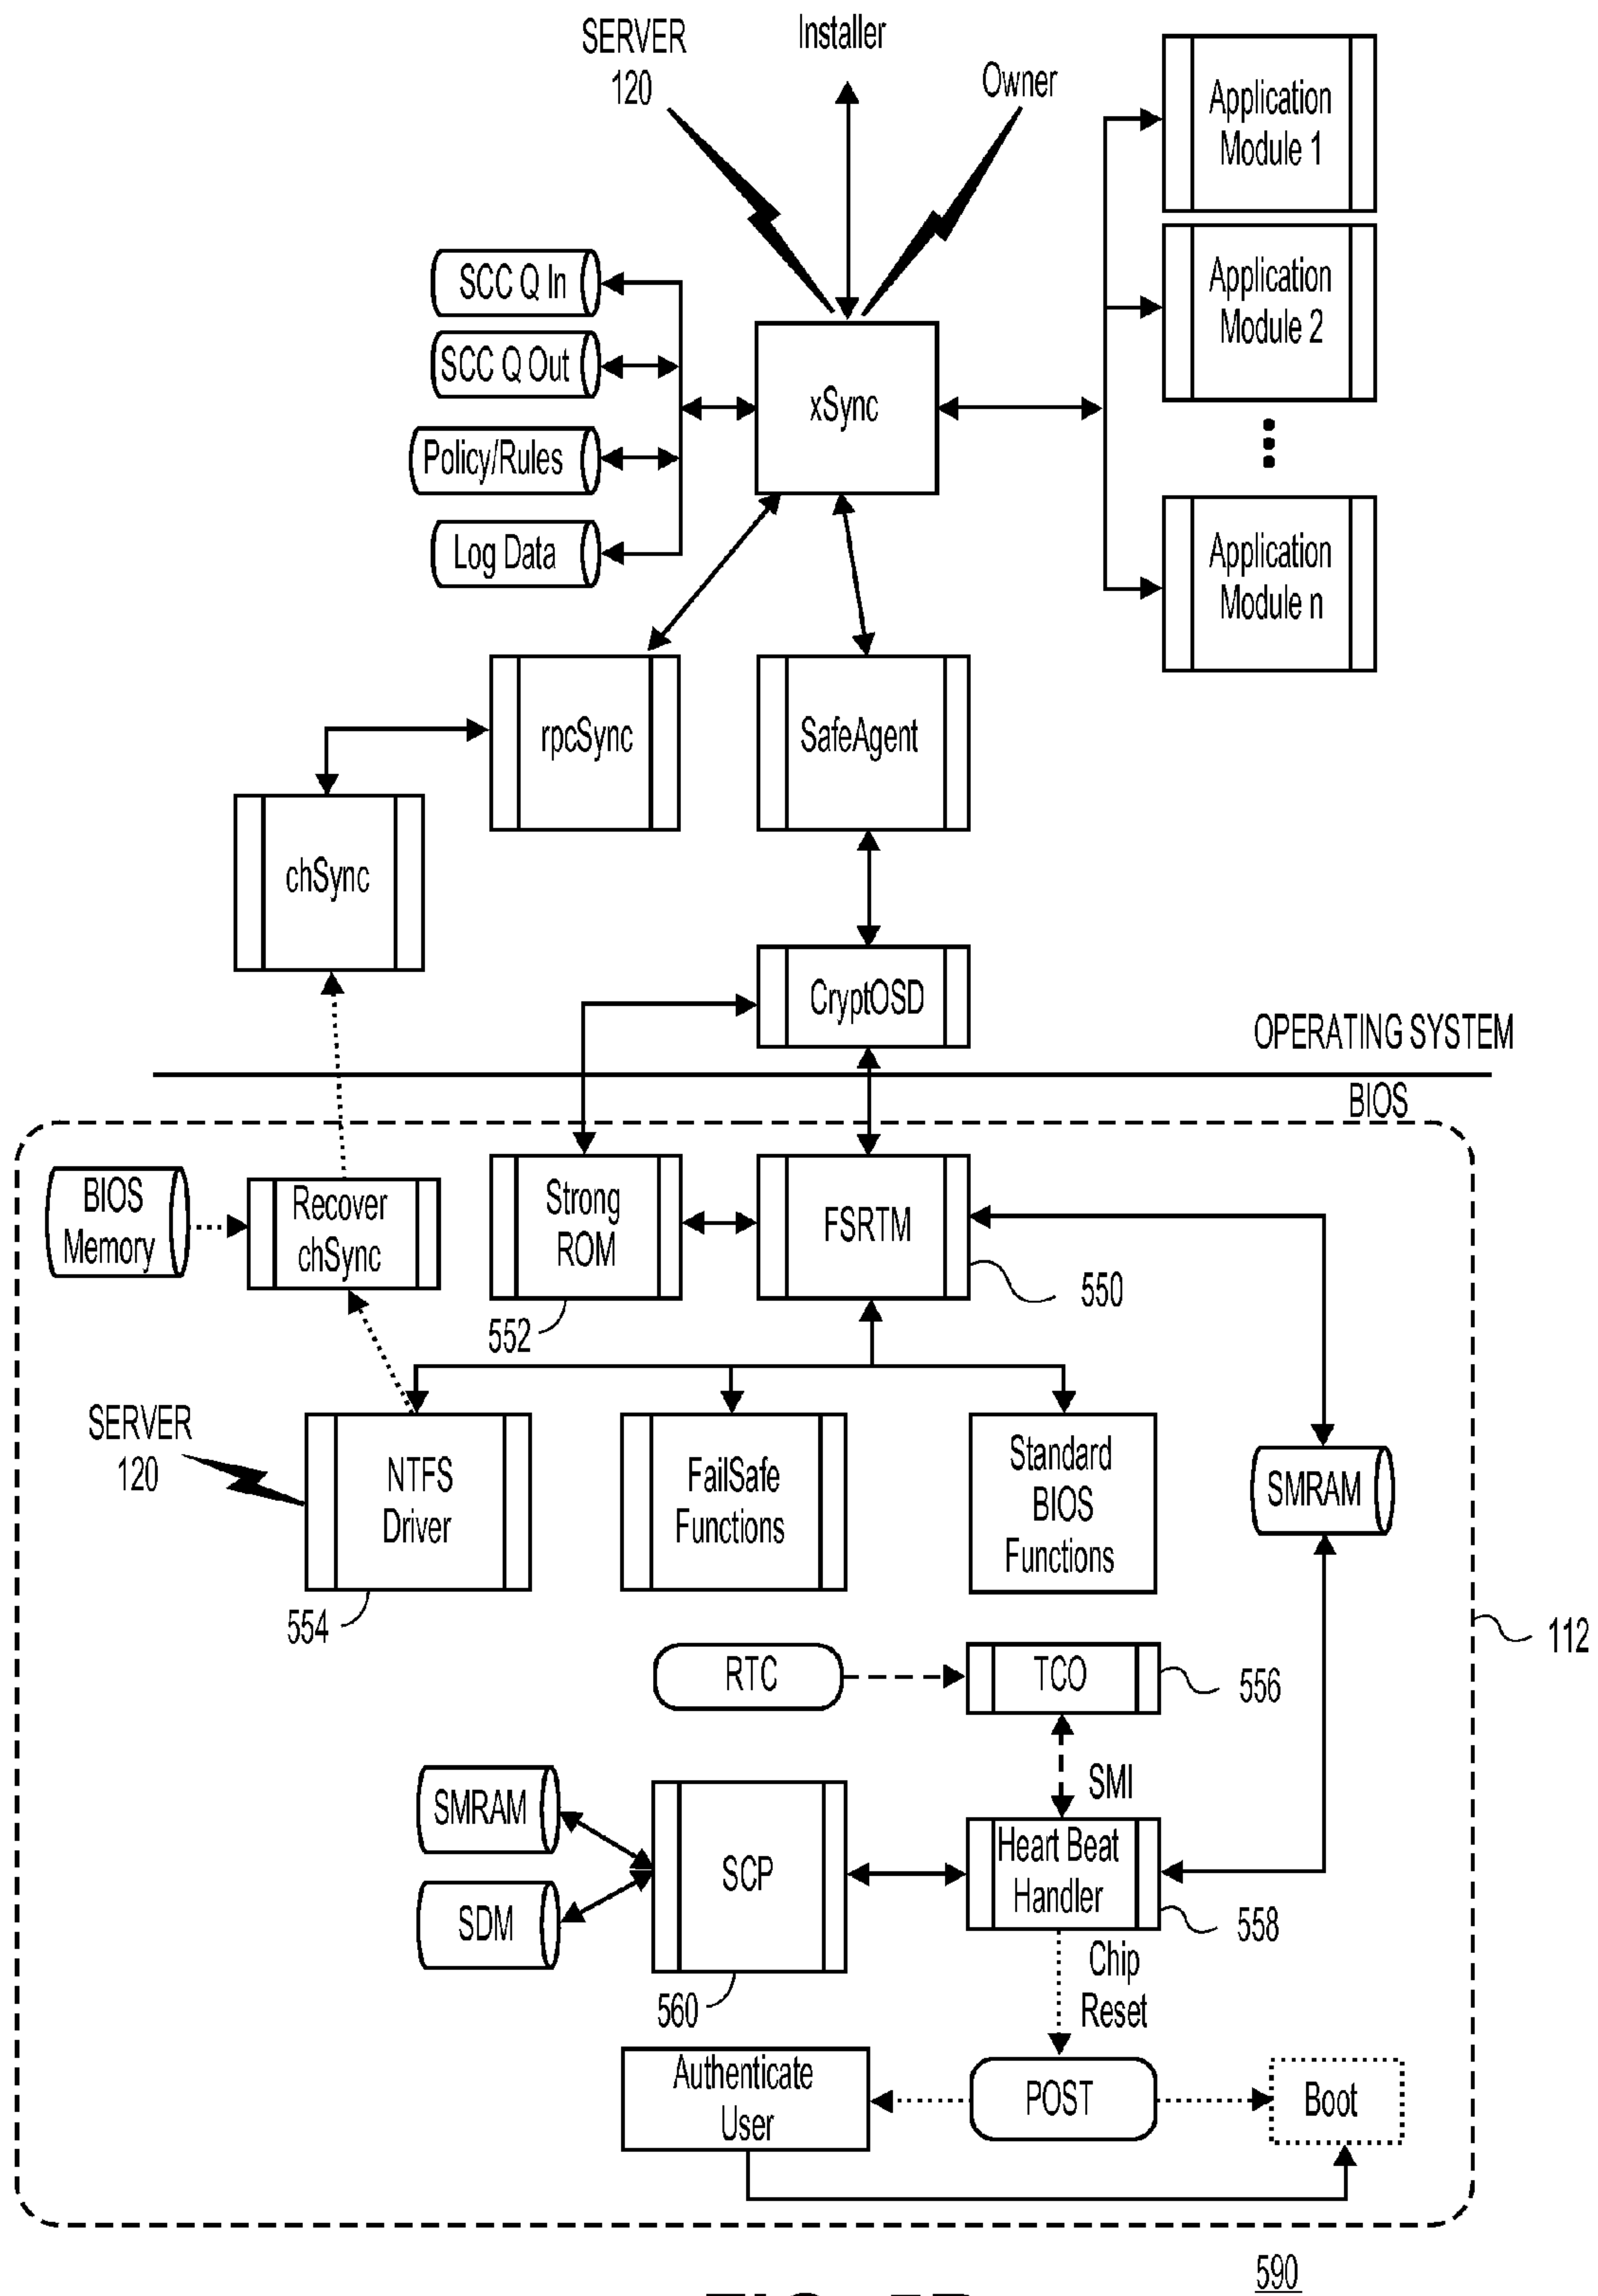 SERVER
120
Installer
Owner
Application
Module 1
SCC Q In
Application
Module 2
SCC Q Out
xSync
Policy/Rules
Log Data
Application
Module n
rpcSync
SafeAgent
chSync
CryptOSD
OPERATING SYSTEM
BIOS
BIOS
Memory
Recover
chSync
Strong
ROM
FSRTM
550
552
SERVER
120
NTFS
Driver
FailSafe
Functions
Standard
BIOS
Functions
SMRAM
554
112
RTC
TCO
556
SMI
SMRAM
SCP
Heart Beat
Handler
SDM
558
Chip
Reset
560
Authenticate
User
POST
Boot
590